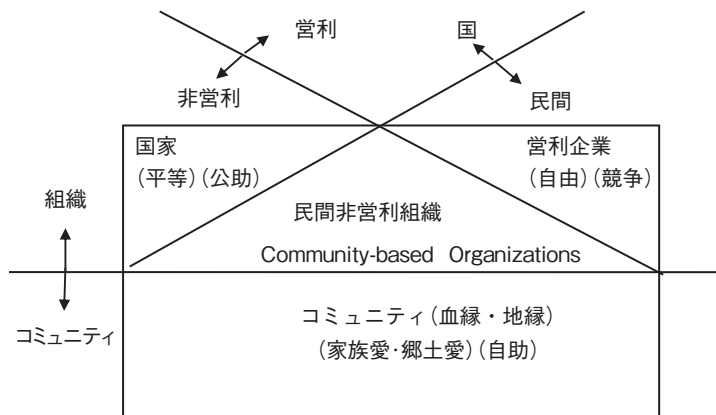 営利
国
非営利
民間
国家
(平等)(公助)
営利企業
(自由)(競争)
組織
民間非営利組織
Community-based Organizations
コミュニティ
コミュニティ(血縁・地縁)
(家族愛・郷土愛)(自助)